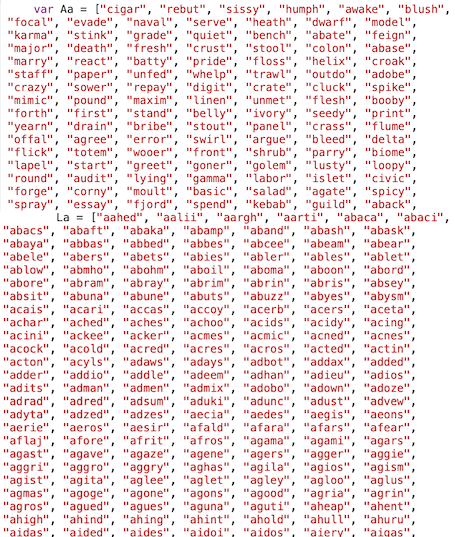 var Aa = ["cigar", "rebut", "sissy", "humph", "awake", "blush",
"focal", "evade", "naval", "serve", "heath", "dwarf", "model",
"karma", "stink", "grade", "quiet", "bench", "abate", "feign",
"major", "death", "fresh", "crust", "stool", "colon", "abase",
"marry", "react", "batty", "pride", "floss", "helix", "croak",
"staff", "paper", "unfed", "whelp", "trawl", "outdo", "adobe",
"crazy", "sower", "repay", "digit", "crate", "cluck", "spike",
"mimic", "pound", "maxim", "linen", "unmet", "flesh", "booby",
"forth", "first", "stand", "belly", "ivory", "seedy", "print",
"yearn", "drain", "bribe", "stout", "panel", "crass", "flume",
"offal", "agree", "error", "swirl", "argue", "bleed", "delta",
"flick", "totem", "wooer", "front", "shrub", "parry", "biome",
"lapel", "start", "greet", "goner", "golem", "lusty", "loopy",
"round", "audit", "lying", "gamma", "labor", "islet", "civic",
"forge", "corny", "moult", "basic", "salad", "agate", "spicy",
"spray", "essay", "fjord", "spend", "kebab", "guild", "aback",
La = ["aahed", "aalii", "aargh", "aarti", "abaca", "abaci",
"abacs", "abaft", "abaka", "abamp", "aband", "abash", "abask",
"abaya", "abbas", "abbed", "abbes", "abcee", "abeam", "abear",
"abele", "abers", "abets", "abies", "abler", "ables", "ablet",
"ablow", "abmho", "abohm", "aboil", "aboma", "aboon", "abord",
"abore", "abram", "abray", "abrim", "abrin", "abris", "absey",
"absit", "abuna", "abune", "abuts", "abuzz", "abyes", "abysm",
"acais", "acari", "accas", "accoy", "acerb", "acers", "aceta",
"achar", "ached", "aches", "achoo", "acids", "acidy", "acing",
"acini", "ackee", "acker", "acmes", "acmic", "acned", "acnes",
"acock", "acold", "acred", "acres", "acros", "acted", "actin",
"acton", "acyls", "adaws", "adays", "adbot", "addax", "added",
"adder", "addio", "addle", "adeem", "adhan", "adieu", "adios",
"adits", "adman", "admen", "admix", "adobo", "adown", "adoze",
"adrad", "adred", "adsum", "aduki", "adunc", "adust", "advew",
"adyta", "adzed", "adzes", "aecia", "aedes", "aegis", "aeons",
"aerie", "aeros", "aesir", "afald", "afara", "afars", "afear",
"aflaj", "afore", "afrit", "afros", "agama", "agami", "agars",
"agast", "agave", "agaze", "agene", "agers", "agger", "aggie",
"aggri", "aggro", "aggry", "aghas", "agila", "agios", "agism",
"agist", "agita", "aglee", "aglet", "agley", "agloo", "aglus",
"agmas", "agoge", "agone", "agons", "agood", "agria", "agrin",
"agros", "agued", "agues", "aguna", "aguti", "aheap", "ahent",
"ahigh", "ahind", "ahing", "ahint", "ahold", "ahull", "ahuru",
"aidas", "aided", "aides", "aidoi", "aidos", "aiery", "aigas",